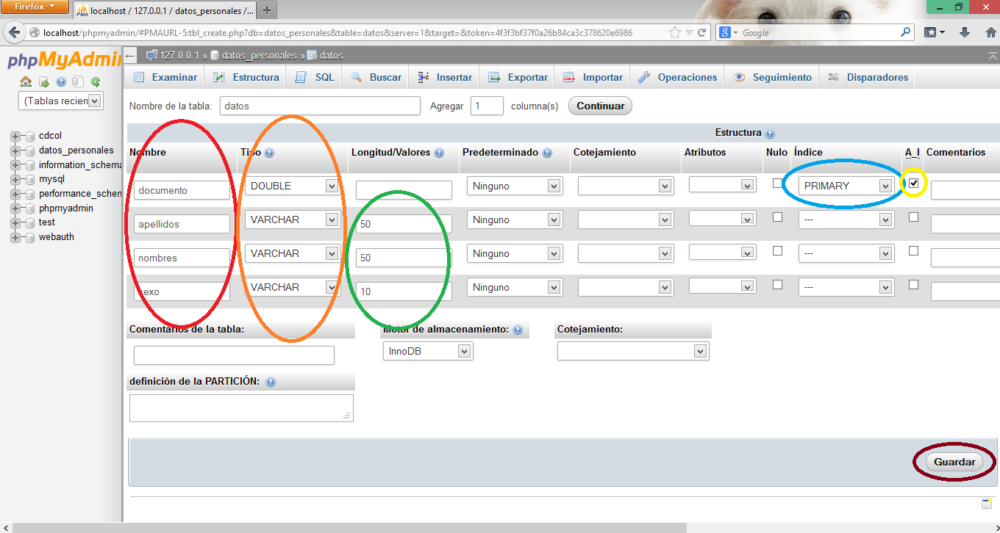 Firefox
localhost / 127.0.0.1 / datos_personales /...
localhost/phpmyadmin/#PMAURL-5:tbl_create.php?db=datos_personales&table=datos&server=1&target=&token=4f3f3bf37f0a26b84ca3c378620e6986
Google
phpMyAdmin
127.0.0.1 » datos_personales » datos
Examinar Estructura SQL Buscar Insertar Exportar Importar Operaciones Seguimiento Disparadores
(Tablas recien
cdcol
datos_personales
information_schema
mysql
performance_schem
phpmyadmin
test
webauth
Nombre de la tabla: datos Agregar 1 columna(s) Continuar
Estructura
Nombre Tipo Longitud/Valores Predeterminado Cotejamiento Atributos Nulo Índice A_I Comentarios
documento DOUBLE Ninguno PRIMARY
apellidos VARCHAR 50 Ninguno ---
nombres VARCHAR 50 Ninguno ---
sexo VARCHAR 10 Ninguno ---
Comentarios de la tabla: Motor de almacenamiento: Cotejamiento:
InnoDB
definición de la PARTICIÓN:
Guardar